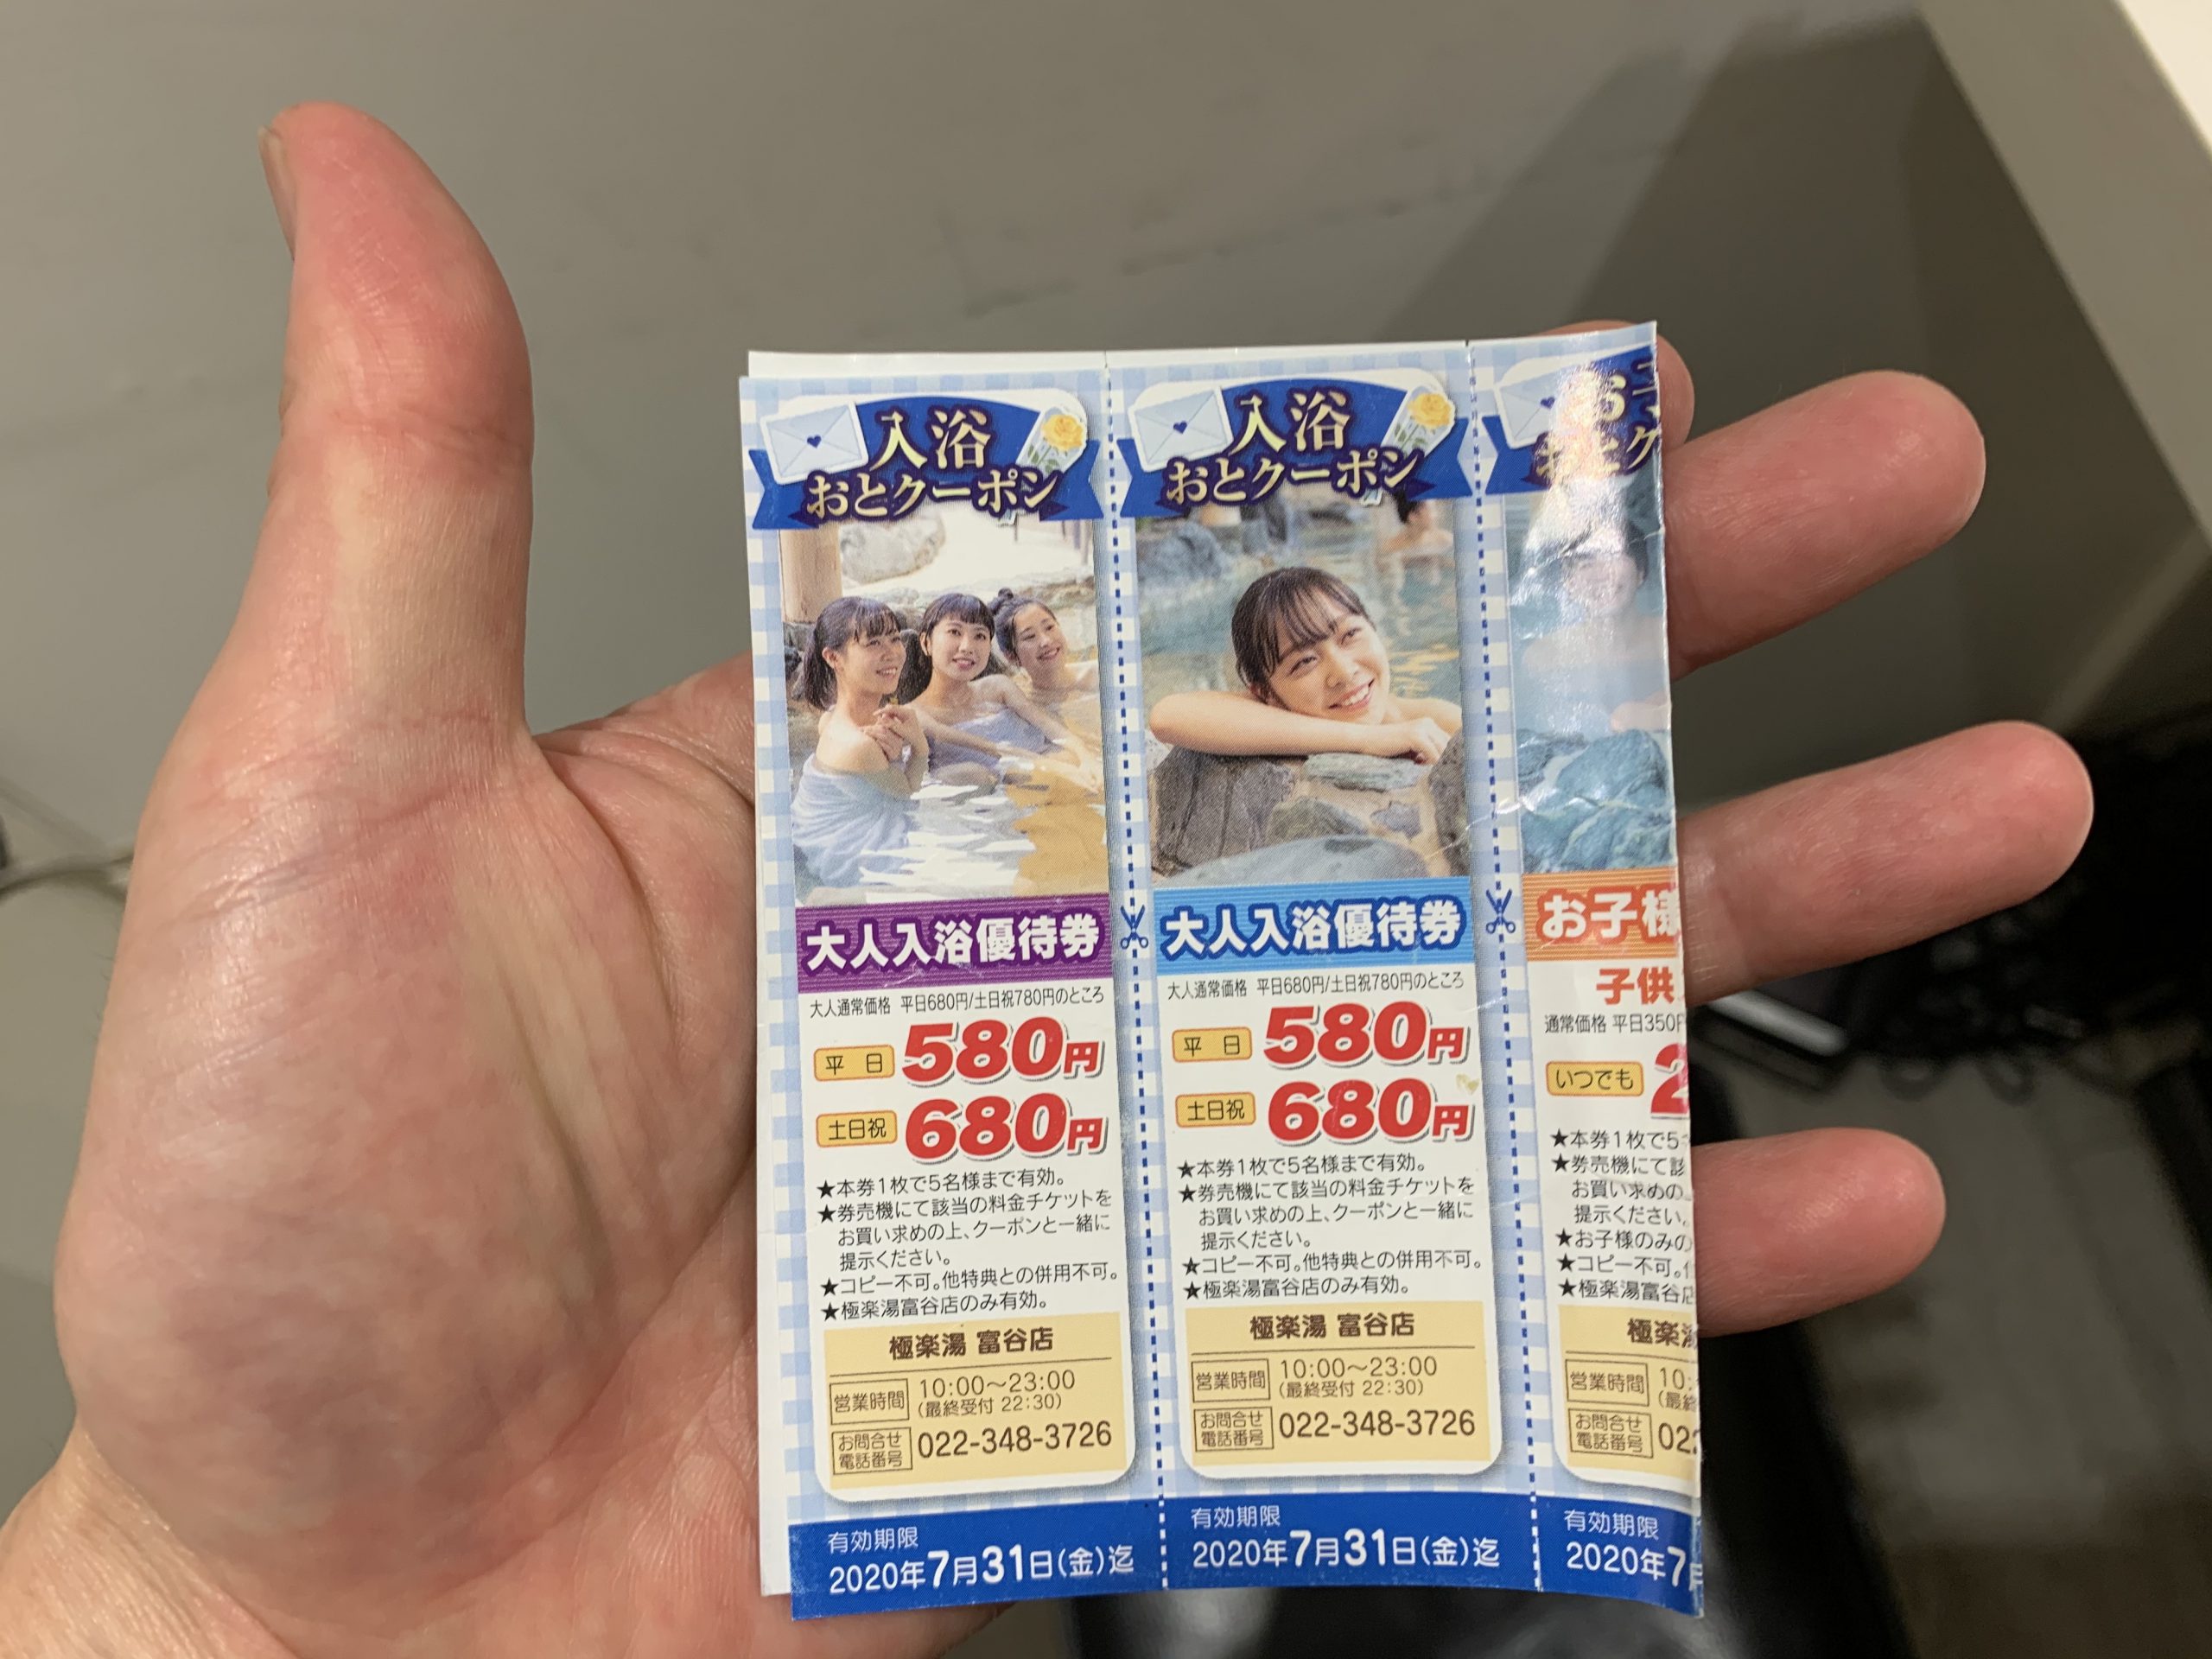 入浴
おとクーポン
大人入浴優待券
大人通常価格 平日680円/土日祝780円のところ
平日 580円
土日祝 680円
★本券1枚で5名様まで有効。
★券売機にて該当の料金チケットを
お買い求めの上、クーポンと一緒に
提示ください。
★コピー不可。他特典との併用不可。
★極楽湯富谷店のみ有効。
極楽湯 富谷店
営業時間 10:00〜23:00
(最終受付 22:30)
お問合せ
電話番号 022-348-3726
有効期限
2020年7月31日(金)迄
入浴
おとクーポン
大人入浴優待券
大人通常価格 平日680円/土日祝780円のところ
平日 580円
土日祝 680円
★本券1枚で5名様まで有効。
★券売機にて該当の料金チケットを
お買い求めの上、クーポンと一緒に
提示ください。
★コピー不可。他特典との併用不可。
★極楽湯富谷店のみ有効。
極楽湯 富谷店
営業時間 10:00〜23:00
(最終受付 22:30)
お問合せ
電話番号 022-348-3726
有効期限
2020年7月31日(金)迄
おとク
お子様
子供
通常価格 平日350
いつでも 2
★本券1枚で5
★券売機にて該
お買い求めの
提示ください。
★お子様のみの
★コピー不可。
★極楽湯富谷
極楽
営業時間 10:
(最終
お問合せ
電話番号 022
有効期限
2020年7